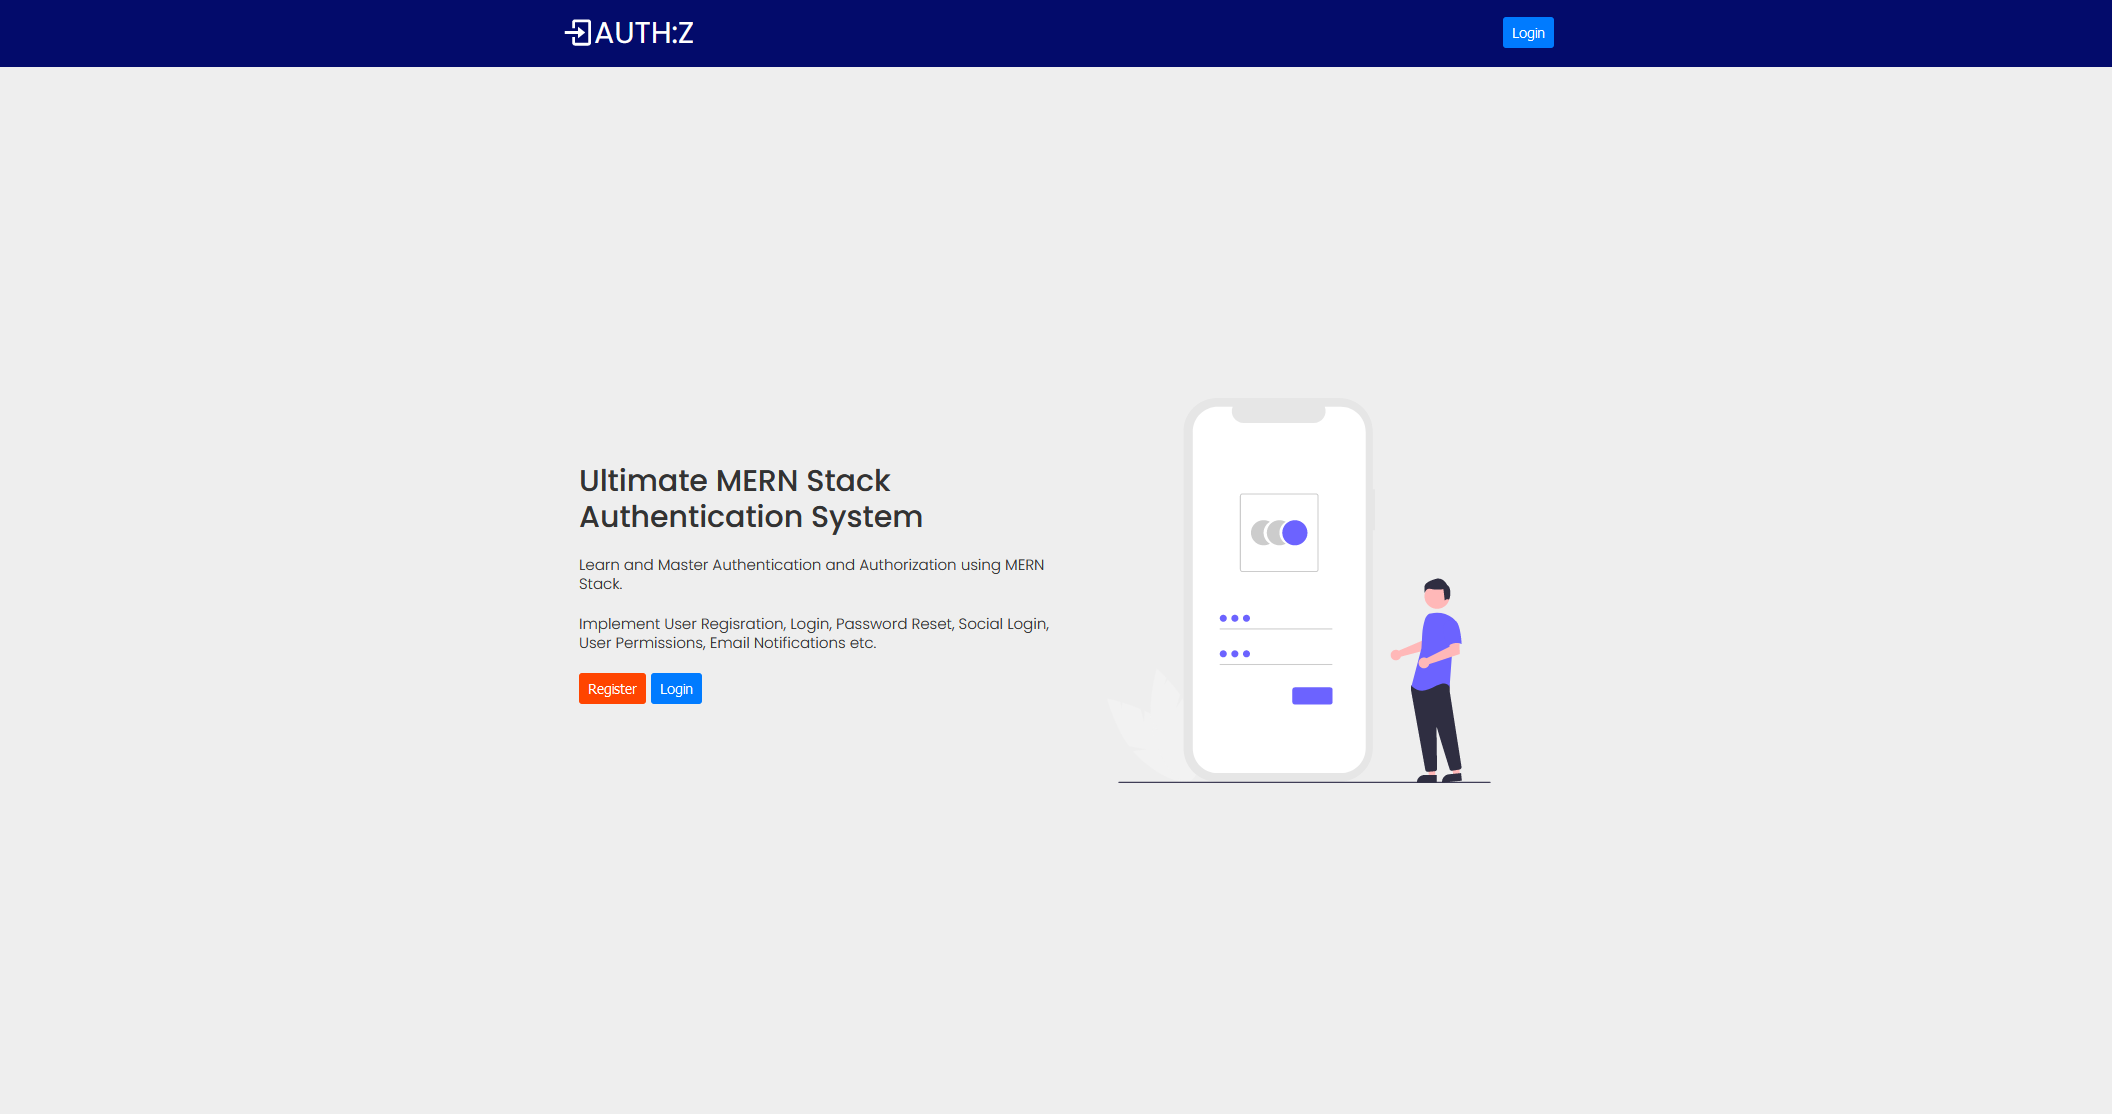 AUTH:Z
Login
Ultimate MERN Stack
Authentication System
Learn and Master Authentication and Authorization using MERN
Stack.
Implement User Regisration, Login, Password Reset, Social Login,
User Permissions, Email Notifications etc.
Register
Login